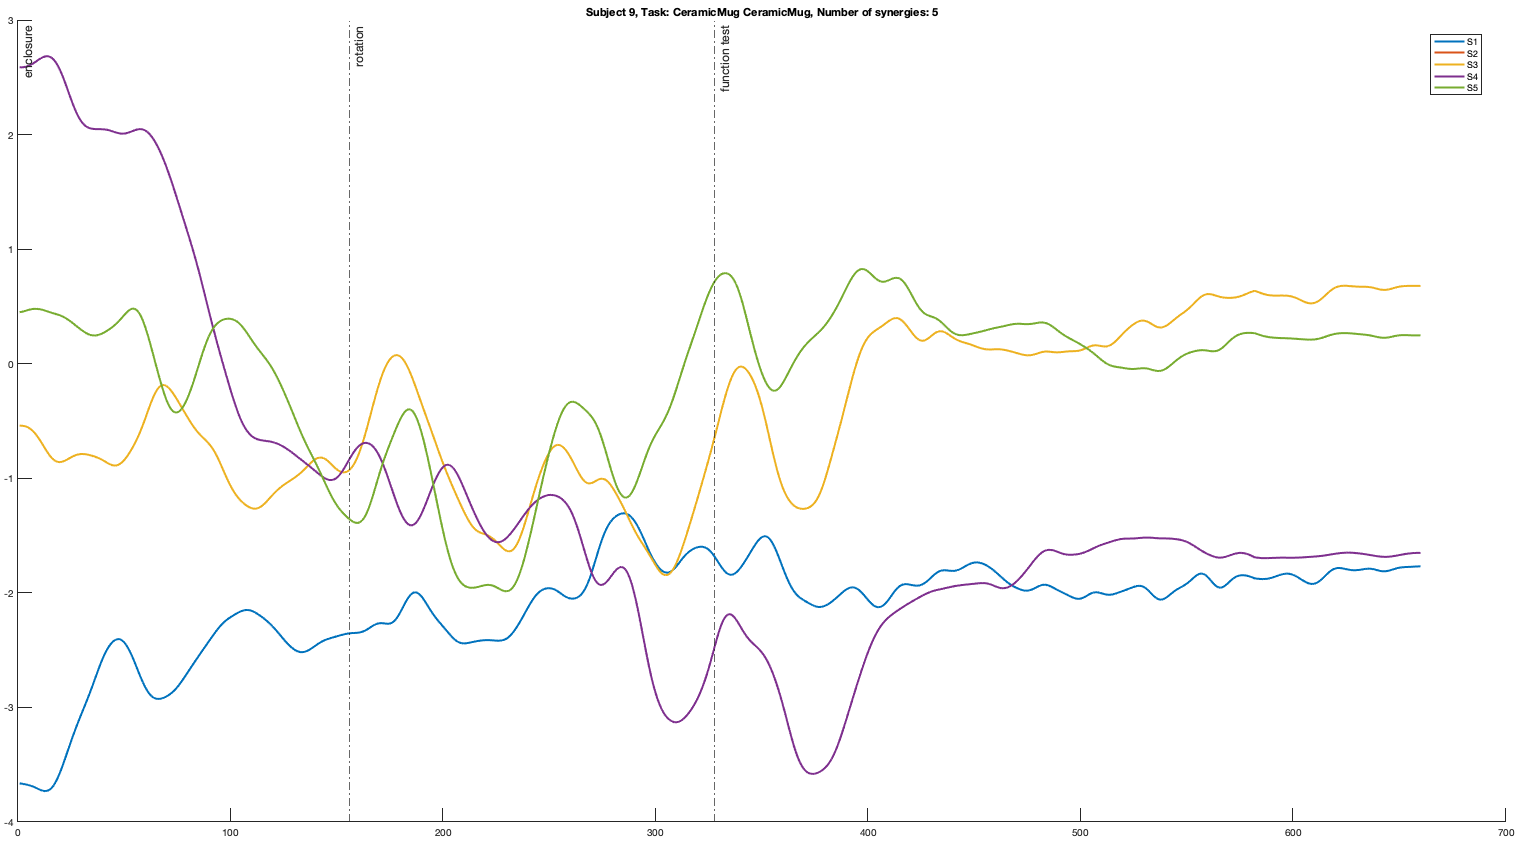 Subject 9, Task: CeramicMug CeramicMug, Number of synergies: 5
enclosure
rotation
function test
S1
S2
S3
S4
S5
3
2
1
0
-1
-2
-3
-4
0 100 200 300 400 500 600 700